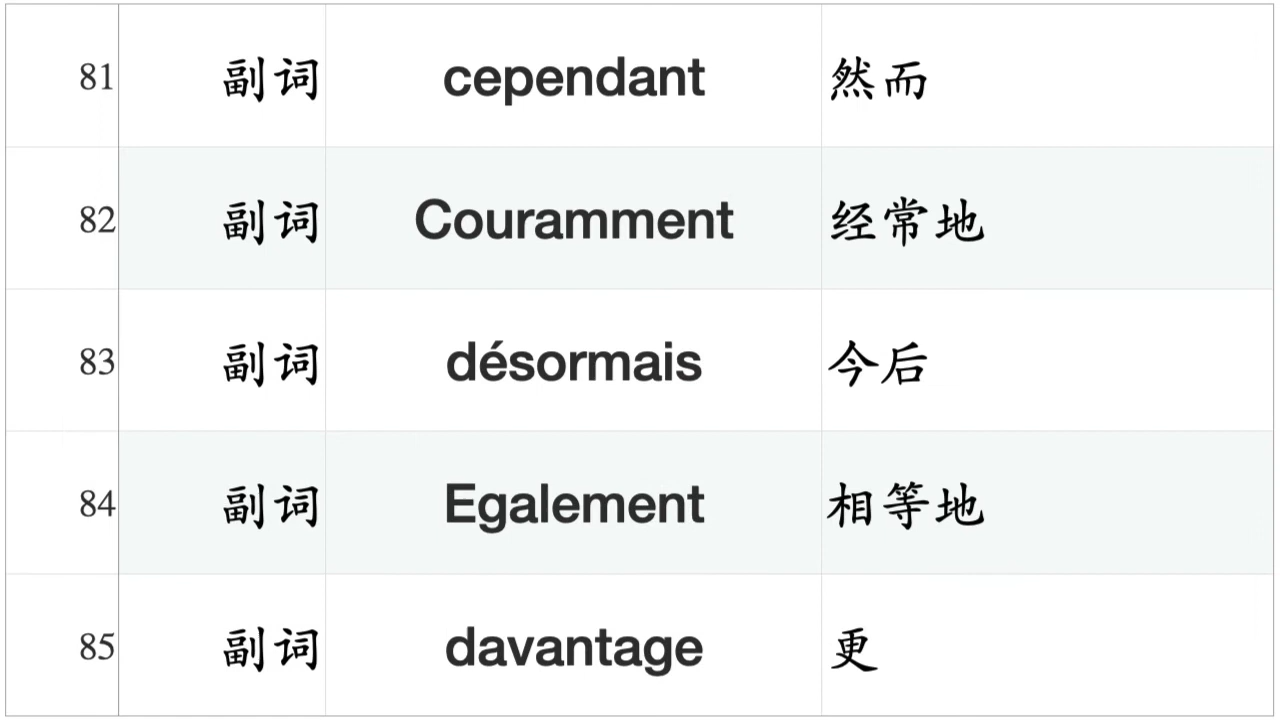 81 副词 cependant 然而
82 副词 Couramment 经常地
83 副词 désormais 今后
84 副词 Egalement 相等地
85 副词 davantage 更